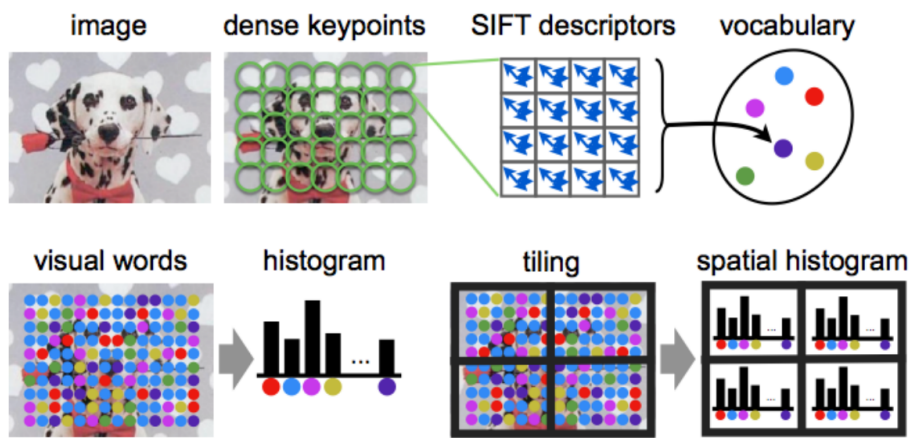 image
dense keypoints
SIFT descriptors
vocabulary
visual words
histogram
tiling
spatial histogram
...
...
...
...
...